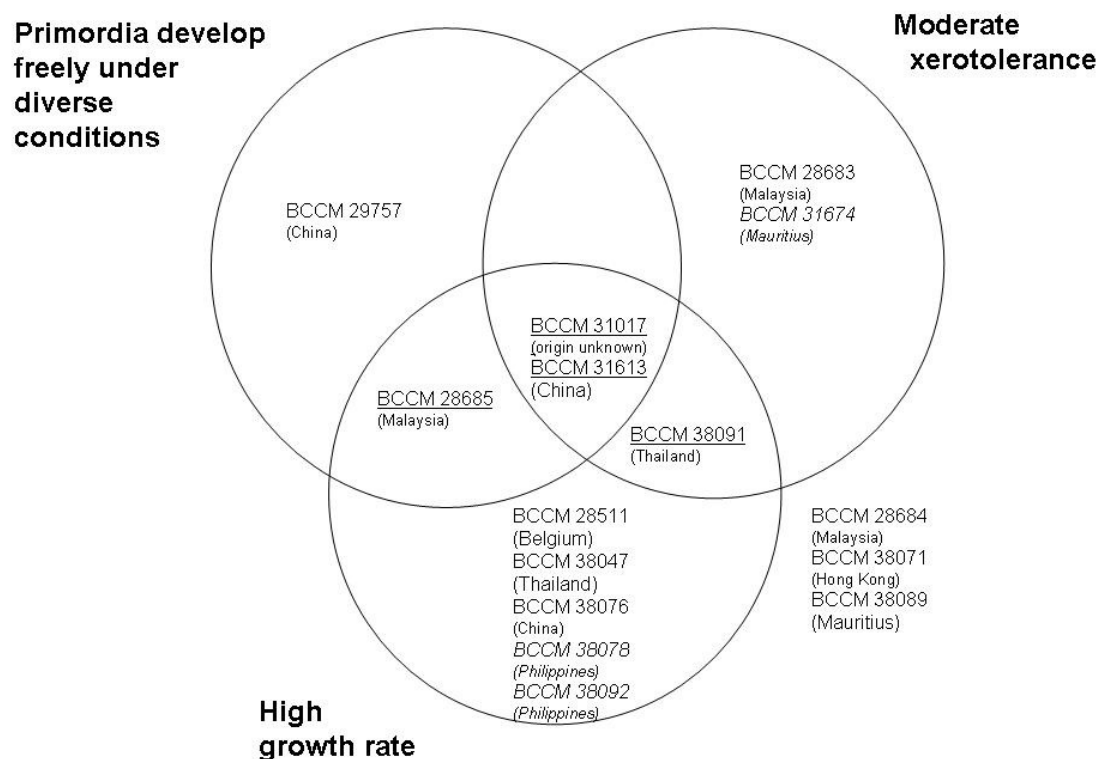 Primordia develop
freely under
diverse
conditions
Moderate
xerotolerance
BCCM 29757
(China)
BCCM 28683
(Malaysia)
BCCM 31674
(Mauritius)
BCCM 31017
(origin unknown)
BCCM 31613
(China)
BCCM 28685
(Malaysia)
BCCM 38091
(Thailand)
BCCM 28511
(Belgium)
BCCM 38047
(Thailand)
BCCM 38076
(China)
BCCM 38078
(Philippines)
BCCM 38092
(Philippines)
BCCM 28684
(Malaysia)
BCCM 38071
(Hong Kong)
BCCM 38089
(Mauritius)
High
growth rate